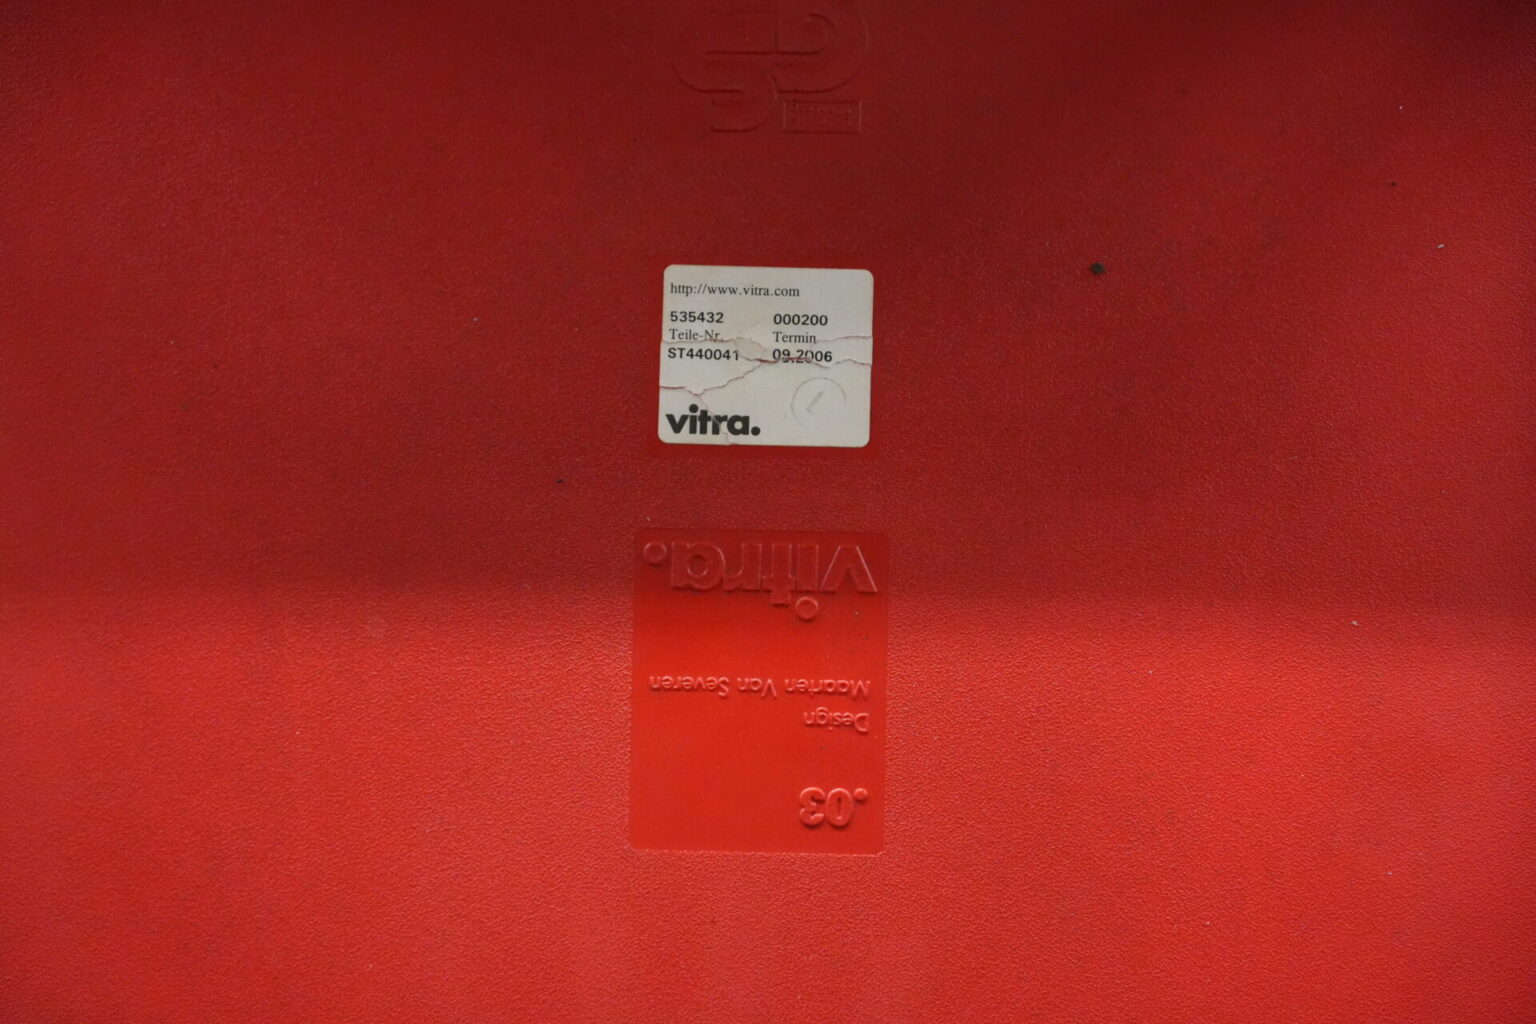 http://www.vitra.com
535432 000200
Teile-Nr. Termin
ST440041 09.2006
vitra.
vitra.
Maarten Van Severen
Design
.03